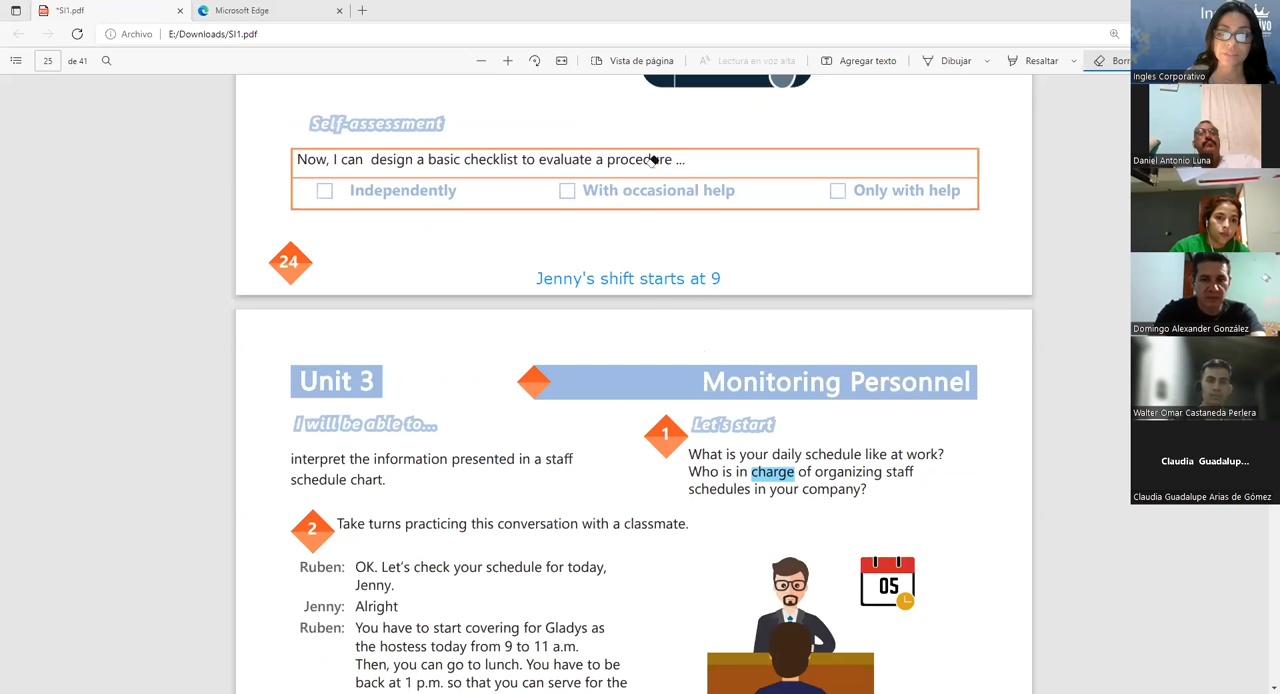 *SI1.pdf
Microsoft Edge
Archivo
E:/Downloads/SI1.pdf
25
de 41
Vista de página
Lectura en voz alta
Agregar texto
Dibujar
Resaltar
Self-assessment
Now, I can design a basic checklist to evaluate a procedure ...
Independently
With occasional help
Only with help
24
Jenny's shift starts at 9
Unit 3
Monitoring Personnel
I will be able to...
interpret the information presented in a staff
schedule chart.
1
Let's start
What is your daily schedule like at work?
Who is in charge of organizing staff
schedules in your company?
2
Take turns practicing this conversation with a classmate.
Ruben: OK. Let's check your schedule for today,
Jenny.
Jenny: Alright
Ruben: You have to start covering for Gladys as
the hostess today from 9 to 11 a.m.
Then, you can go to lunch. You have to be
back at 1 p.m. so that you can serve for the
05
Ingles Corporativo
Daniel Antonio Luna
Domingo Alexander González
Walter Omar Castaneda Perlera
Claudia Guadalup...
Claudia Guadalupe Arias de Gómez